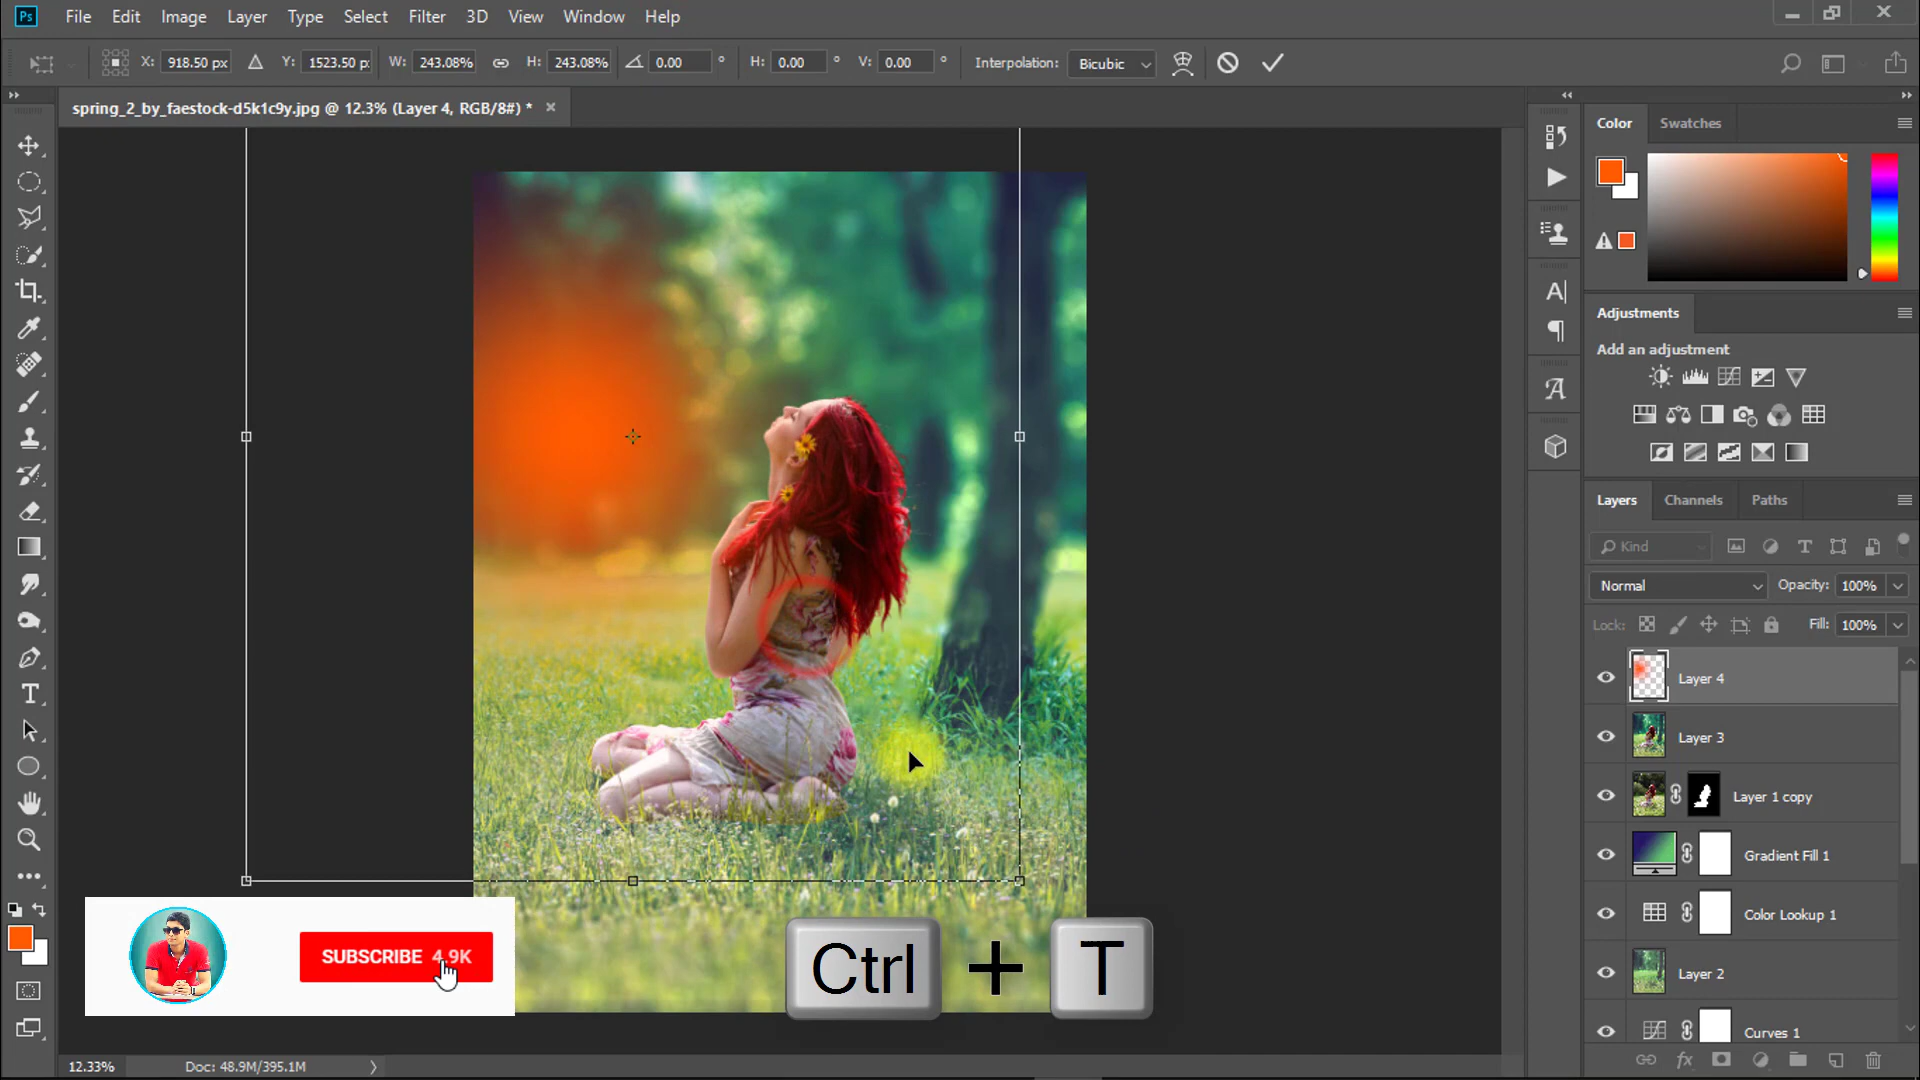 Ps File Edit Image Layer Type Select Filter 3D View Window Help
X: 918.50 px Y: 1523.50 p W: 243.08% H: 243.08% 0.00 ° H: 0.00 ° V: 0.00 ° Interpolation: Bicubic
spring_2_by_faestock-d5k1c9y.jpg @ 12.3% (Layer 4, RGB/8#) *
Color Swatches
Adjustments
Add an adjustment
Layers Channels Paths
Kind
Normal Opacity: 100%
Lock: Fill: 100%
Layer 4
Layer 3
Layer 1 copy
Gradient Fill 1
Color Lookup 1
Layer 2
Curves 1
SUBSCRIBE 4.9K
Ctrl + T
12.33% Doc: 48.9M/395.1M